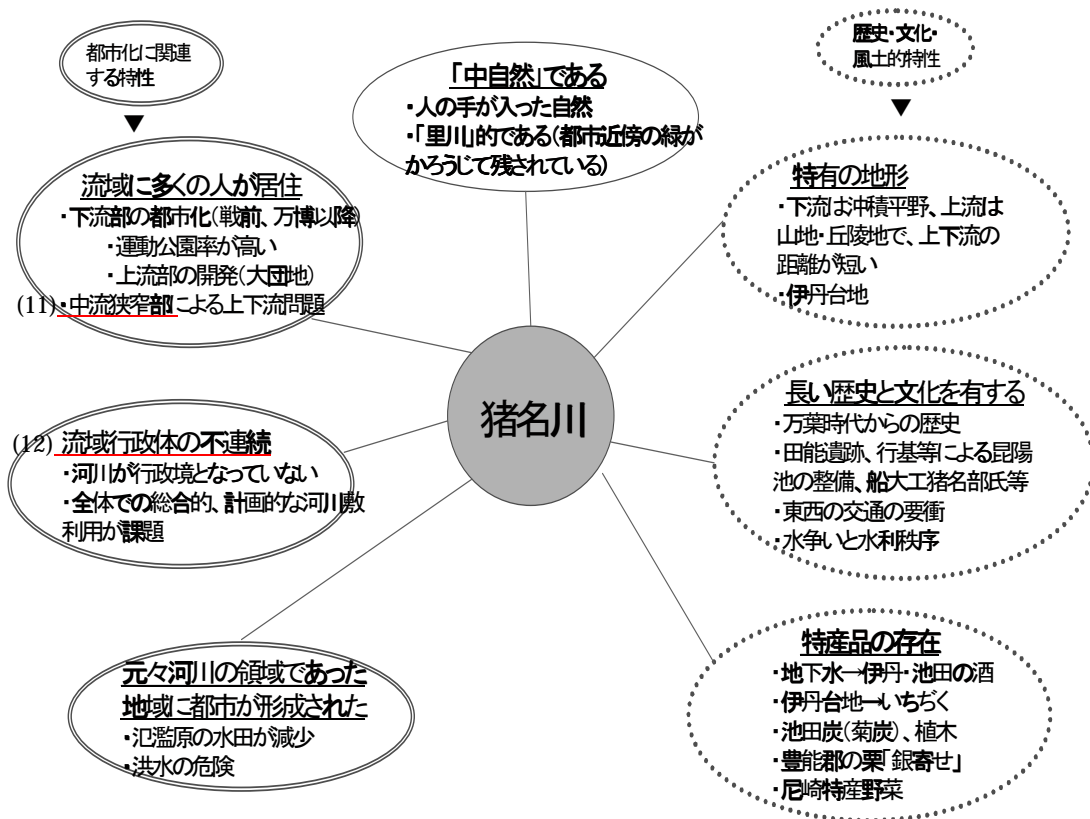 都市化に関連
する特性
▼
歴史・文化・
風土的特性
▼
「中自然」である
・人の手が入った自然
・「里川」的である(都市近傍の緑が
かろうじて残されている)
流域に多くの人が居住
・下流部の都市化(戦前、万博以降)
・運動公園率が高い
・上流部の開発(大団地)
(11)・中流狭窄部による上下流問題
特有の地形
・下流は沖積平野、上流は
山地・丘陵地で、上下流の
距離が短い
・伊丹台地
猪名川
(12) 流域行政体の不連続
・河川が行政境となっていない
・全体での総合的、計画的な河川敷
利用が課題
長い歴史と文化を有する
・万葉時代からの歴史
・田能遺跡、行基等による昆陽
池の整備、船大工猪名部氏等
・東西の交通の要衝
・水争いと水利秩序
元々河川の領域であった
地域に都市が形成された
・氾濫原の水田が減少
・洪水の危険
特産品の存在
・地下水→伊丹・池田の酒
・伊丹台地→いちぢく
・池田炭(菊炭)、植木
・豊能郡の栗「銀寄せ」
・尼崎特産野菜